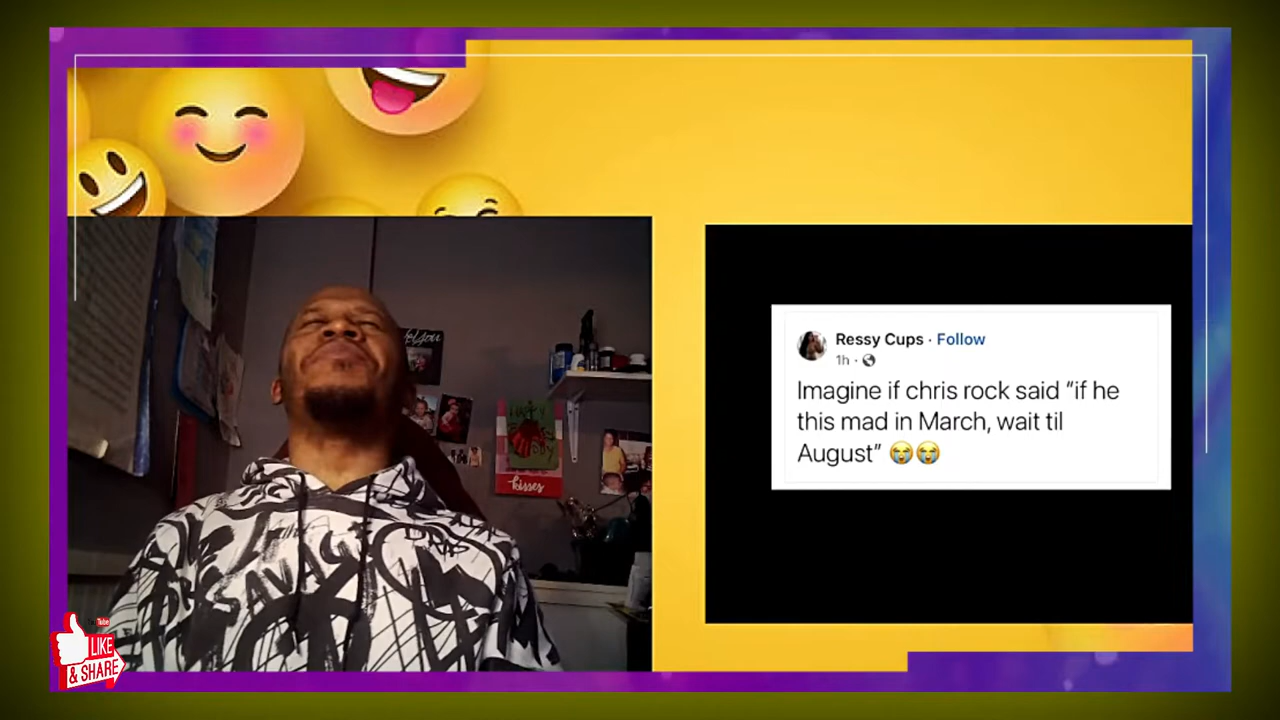 Ressy Cups · Follow
1h ·
Imagine if chris rock said “if he
this mad in March, wait til
August” 😭😭
kisses
SAVAGE
LIKE
& SHARE